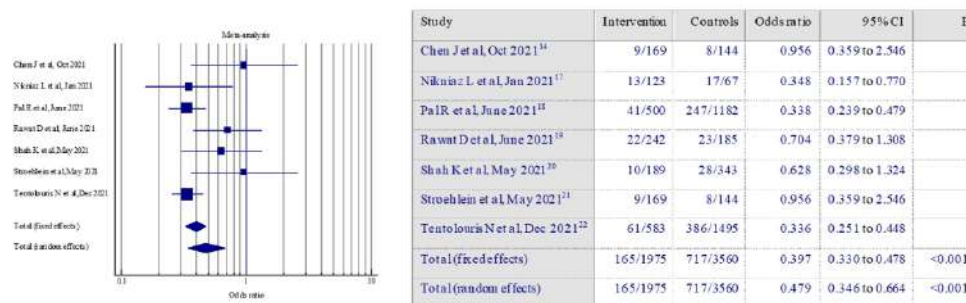 Meta-analysis
Chen J et al, Oct 2021
Nikniaz L et al, Jan 2021
Pal R et al, June 2021
Rawat D et al, June 2021
Shah K et al, May 2021
Stroehlein et al, May 2021
Tentolouris N et al, Dec 2021
Total (fixed effects)
Total (random effects)
0.1 1 10
Odds ratio
Study Intervention Controls Odds ratio 95% CI
Chen J et al, Oct 2021¹⁴ 9/169 8/144 0.956 0.359 to 2.546
Nikniaz L et al, Jan 2021¹⁷ 13/123 17/67 0.348 0.157 to 0.770
Pal R et al, June 2021¹⁸ 41/500 247/1182 0.338 0.239 to 0.479
Rawat D et al, June 2021¹⁹ 22/242 23/185 0.704 0.379 to 1.308
Shah K et al, May 2021²⁰ 10/189 28/343 0.628 0.298 to 1.324
Stroehlein et al, May 2021²¹ 9/169 8/144 0.956 0.359 to 2.546
Tentolouris N et al, Dec 2021²² 61/583 386/1495 0.336 0.251 to 0.448
Total (fixed effects) 165/1975 717/3560 0.397 0.330 to 0.478 <0.001
Total (random effects) 165/1975 717/3560 0.479 0.346 to 0.664 <0.001